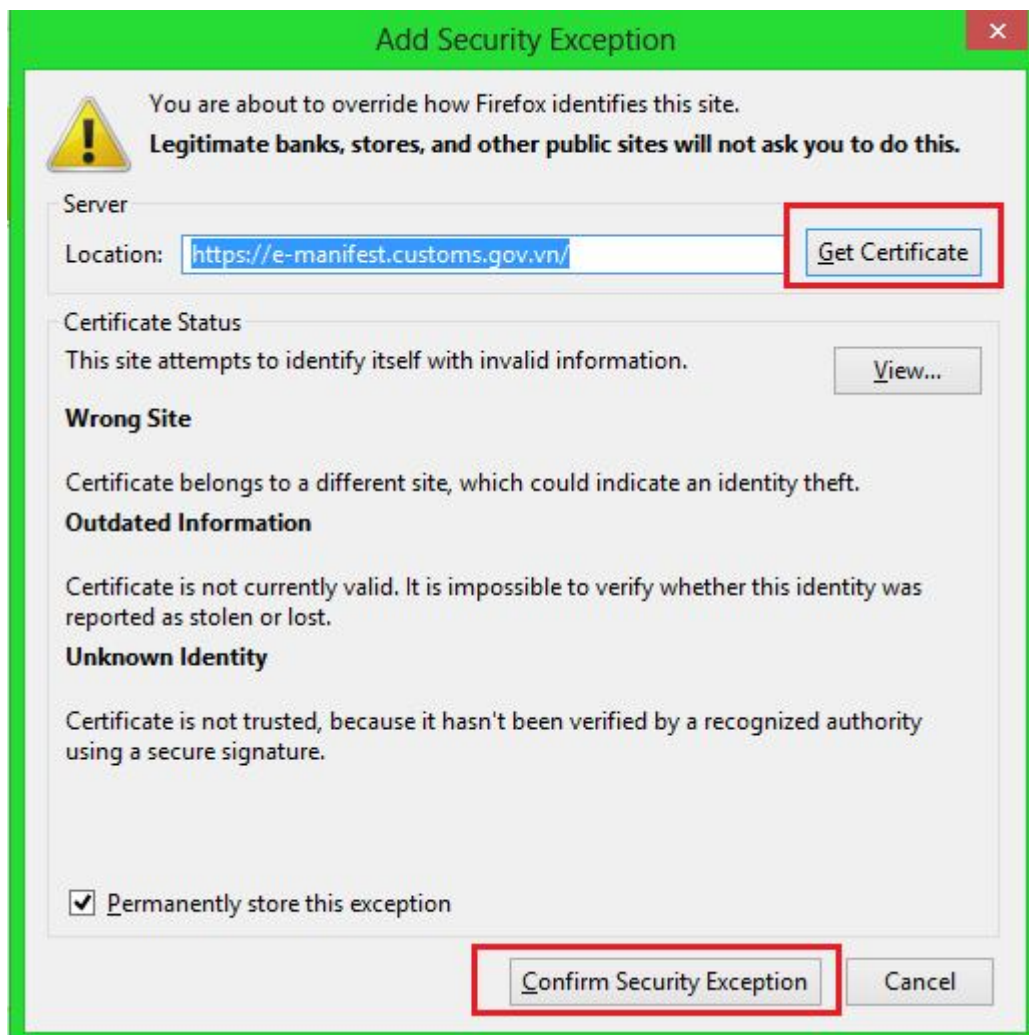 Add Security Exception
You are about to override how Firefox identifies this site.
Legitimate banks, stores, and other public sites will not ask you to do this.
Server
Location: https://e-manifest.customs.gov.vn/ Get Certificate
Certificate Status
This site attempts to identify itself with invalid information.
View...
Wrong Site
Certificate belongs to a different site, which could indicate an identity theft.
Outdated Information
Certificate is not currently valid. It is impossible to verify whether this identity was
reported as stolen or lost.
Unknown Identity
Certificate is not trusted, because it hasn't been verified by a recognized authority
using a secure signature.
Permanently store this exception
Confirm Security Exception Cancel